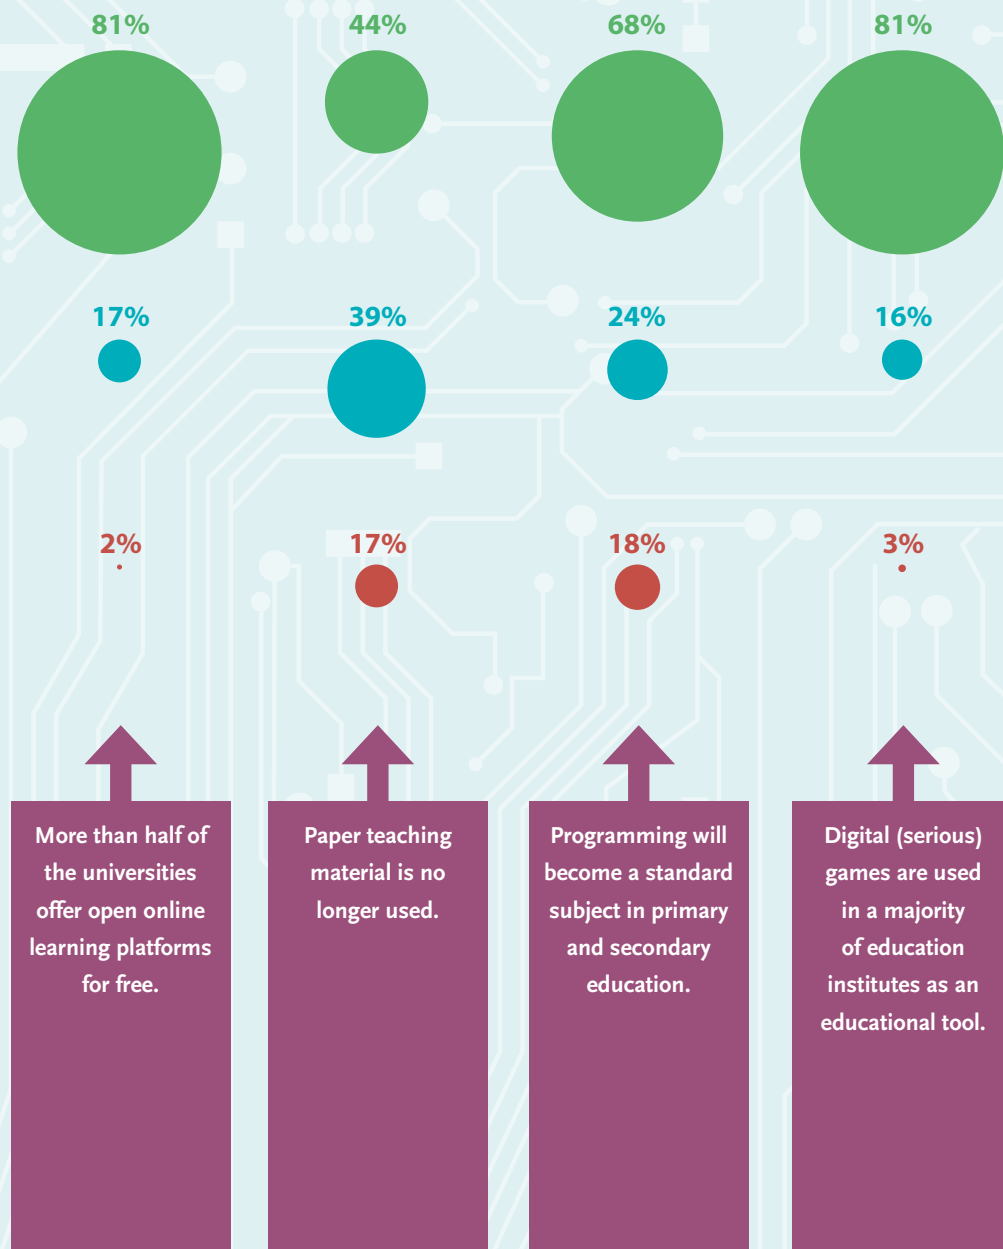 81% 44% 68% 81%
17% 39% 24% 16%
2% 17% 18% 3%
More than half of
the universities
offer open online
learning platforms
for free.
Paper teaching
material is no
longer used.
Programming will
become a standard
subject in primary
and secondary
education.
Digital (serious)
games are used
in a majority
of education
institutes as an
educational tool.